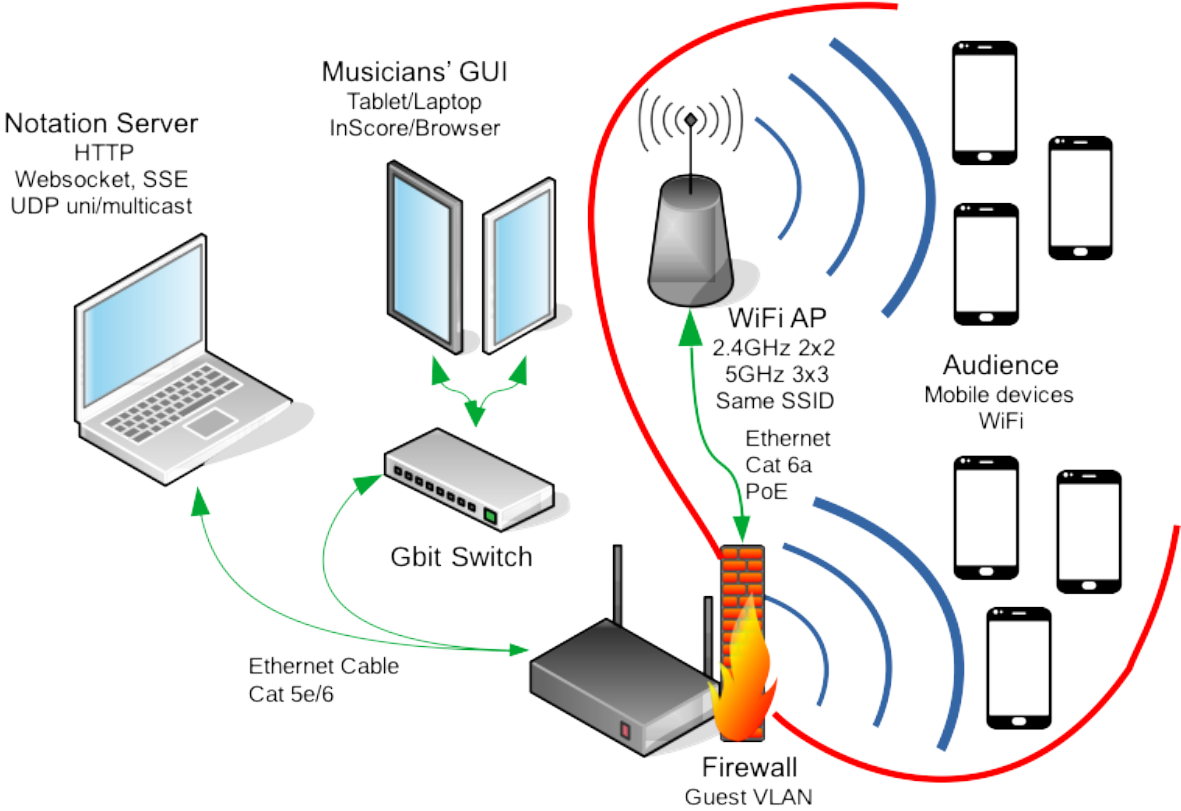 Notation Server
HTTP
Websocket, SSE
UDP uni/multicast
Musicians' GUI
Tablet/Laptop
InScore/Browser
WiFi AP
2.4GHz 2x2
5GHz 3x3
Same SSID
Ethernet
Cat 6a
PoE
Audience
Mobile devices
WiFi
Gbit Switch
Ethernet Cable
Cat 5e/6
Firewall
Guest VLAN